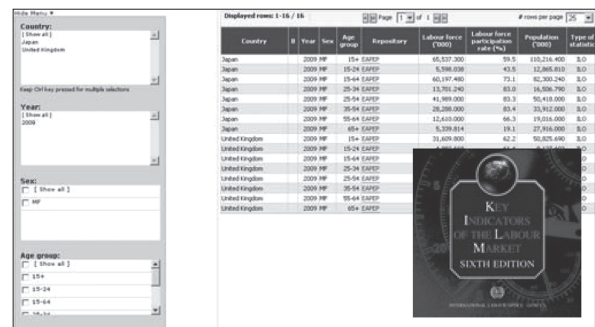 Hide Menu
Country:
[ Show all ]
Japan
United Kingdom
Keep Ctrl key pressed for multiple selections
Year:
[ Show all ]
2009
Sex:
[ Show all ]
MF
Age group:
[ Show all ]
15+
15-24
15-64
Displayed rows: 1-16 / 16 Page 1 of 1 # rows per page 25
Country Year Sex Age group Repository Labour force ('000) Labour force participation rate (%) Population ('000) Type of statistic
Japan 2009 MF 15+ EAPEP 65,537.300 59.5 110,216.400 ILO
Japan 2009 MF 15-24 EAPEP 5,598.038 43.5 12,865.810 ILO
Japan 2009 MF 15-64 EAPEP 60,197.480 73.1 82,300.240 ILO
Japan 2009 MF 25-34 EAPEP 13,701.240 83.0 16,506.790 ILO
Japan 2009 MF 25-54 EAPEP 41,989.000 83.3 50,418.000 ILO
Japan 2009 MF 35-54 EAPEP 28,288.000 83.4 33,912.000 ILO
Japan 2009 MF 55-64 EAPEP 12,610.000 66.3 19,016.000 ILO
Japan 2009 MF 65+ EAPEP 5,339.814 19.1 27,916.000 ILO
United Kingdom 2009 MF 15+ EAPEP 31,609.800 62.2 50,825.690 ILO
United Kingdom 2009 MF 15-24 EAPEP
United Kingdom 2009 MF 15-64 EAPEP
United Kingdom 2009 MF 25-34 EAPEP
United Kingdom 2009 MF 25-54 EAPEP
United Kingdom 2009 MF 35-54 EAPEP
United Kingdom 2009 MF 55-64 EAPEP
United Kingdom 2009 MF 65+ EAPEP
KEY
INDICATORS
OF THE LABOUR
MARKET
SIXTH EDITION
INTERNATIONAL LABOUR OFFICE GENEVA